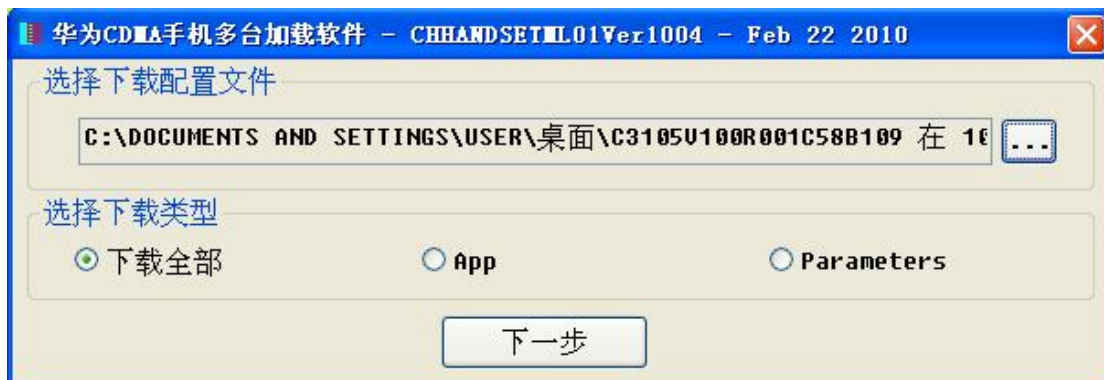 华为CDMA手机多台加载软件 - CHHANDSETML01Ver1004 - Feb 22 2010
选择下载配置文件
C:\DOCUMENTS AND SETTINGS\USER\桌面\C3105V100R001C58B109 在 10
...
选择下载类型
下载全部 App Parameters
下一步